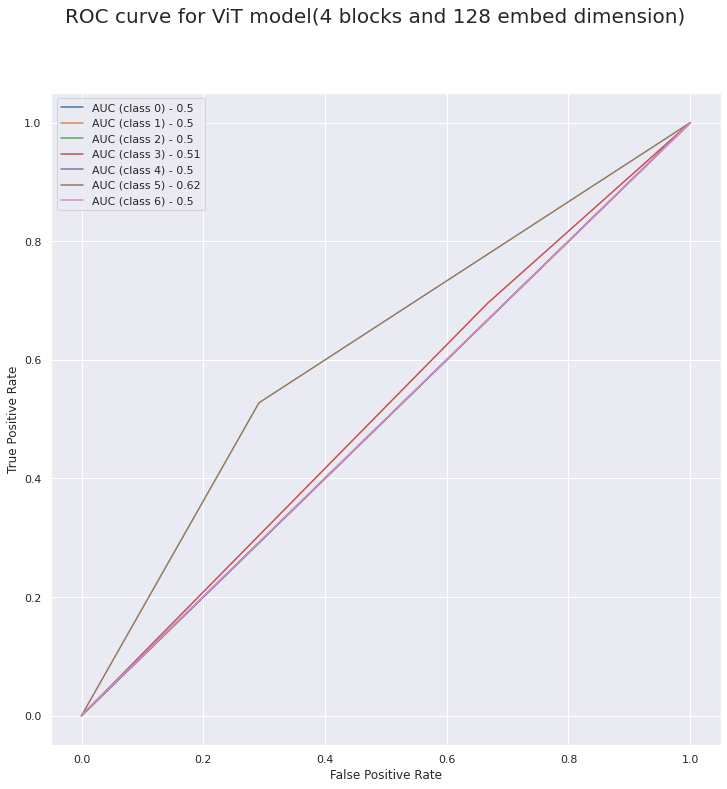 ROC curve for ViT model(4 blocks and 128 embed dimension)
AUC (class 0) - 0.5
AUC (class 1) - 0.5
AUC (class 2) - 0.5
AUC (class 3) - 0.51
AUC (class 4) - 0.5
AUC (class 5) - 0.62
AUC (class 6) - 0.5
1.0
0.8
0.6
0.4
0.2
0.0
True Positive Rate
0.0 0.2 0.4 0.6 0.8 1.0
False Positive Rate